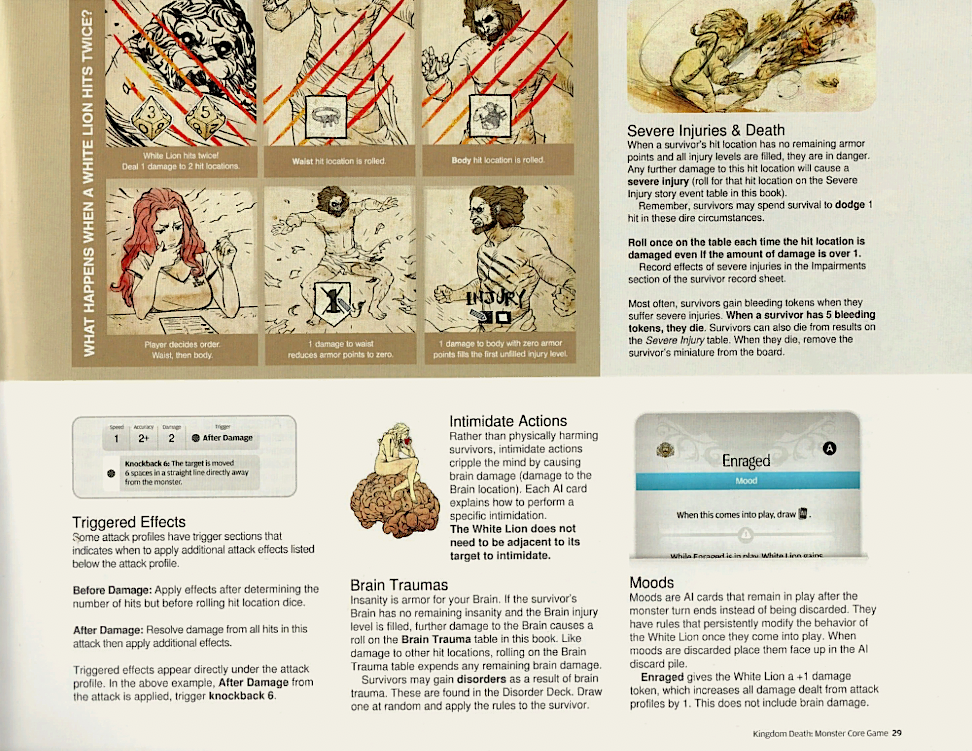 WHAT HAPPENS WHEN A WHITE LION HITS TWICE?
3
5
White Lion hits twice!
Deal 1 damage to 2 hit locations.
Waist hit location is rolled.
Body hit location is rolled.
Player decides order.
Waist, then body.
1
1 damage to waist
reduces armor points to zero.
INJURY
1 damage to body with zero armor
points fills the first unfilled injury level.
Severe Injuries & Death
When a survivor's hit location has no remaining armor
points and all injury levels are filled, they are in danger.
Any further damage to this hit location will cause a
severe injury (roll for that hit location on the Severe
Injury story event table in this book).
Remember, survivors may spend survival to dodge 1
hit in these dire circumstances.
Roll once on the table each time the hit location is
damaged even if the amount of damage is over 1.
Record effects of severe injuries in the Impairments
section of the survivor record sheet.
Most often, survivors gain bleeding tokens when they
suffer severe injuries. When a survivor has 5 bleeding
tokens, they die. Survivors can also die from results on
the Severe Injury table. When they die, remove the
survivor's miniature from the board.
Speed Accuracy Damage Trigger
1 2+ 2 After Damage
Knockback 6: The target is moved
6 spaces in a straight line directly away
from the monster.
Triggered Effects
Some attack profiles have trigger sections that
indicates when to apply additional attack effects listed
below the attack profile.
Before Damage: Apply effects after determining the
number of hits but before rolling hit location dice.
After Damage: Resolve damage from all hits in this
attack then apply additional effects.
Triggered effects appear directly under the attack
profile. In the above example, After Damage from
the attack is applied, trigger knockback 6.
Intimidate Actions
Rather than physically harming
survivors, intimidate actions
cripple the mind by causing
brain damage (damage to the
Brain location). Each AI card
explains how to perform a
specific intimidation.
The White Lion does not
need to be adjacent to its
target to intimidate.
Brain Traumas
Insanity is armor for your Brain. If the survivor's
Brain has no remaining insanity and the Brain injury
level is filled, further damage to the Brain causes a
roll on the Brain Trauma table in this book. Like
damage to other hit locations, rolling on the Brain
Trauma table expends any remaining brain damage.
Survivors may gain disorders as a result of brain
trauma. These are found in the Disorder Deck. Draw
one at random and apply the rules to the survivor.
A
Enraged
Mood
When this comes into play, draw AI.
While Enraged is in play, White Lion gains
Moods
Moods are AI cards that remain in play after the
monster turn ends instead of being discarded. They
have rules that persistently modify the behavior of
the White Lion once they come into play. When
moods are discarded place them face up in the AI
discard pile.
Enraged gives the White Lion a +1 damage
token, which increases all damage dealt from attack
profiles by 1. This does not include brain damage.
Kingdom Death: Monster Core Game 29